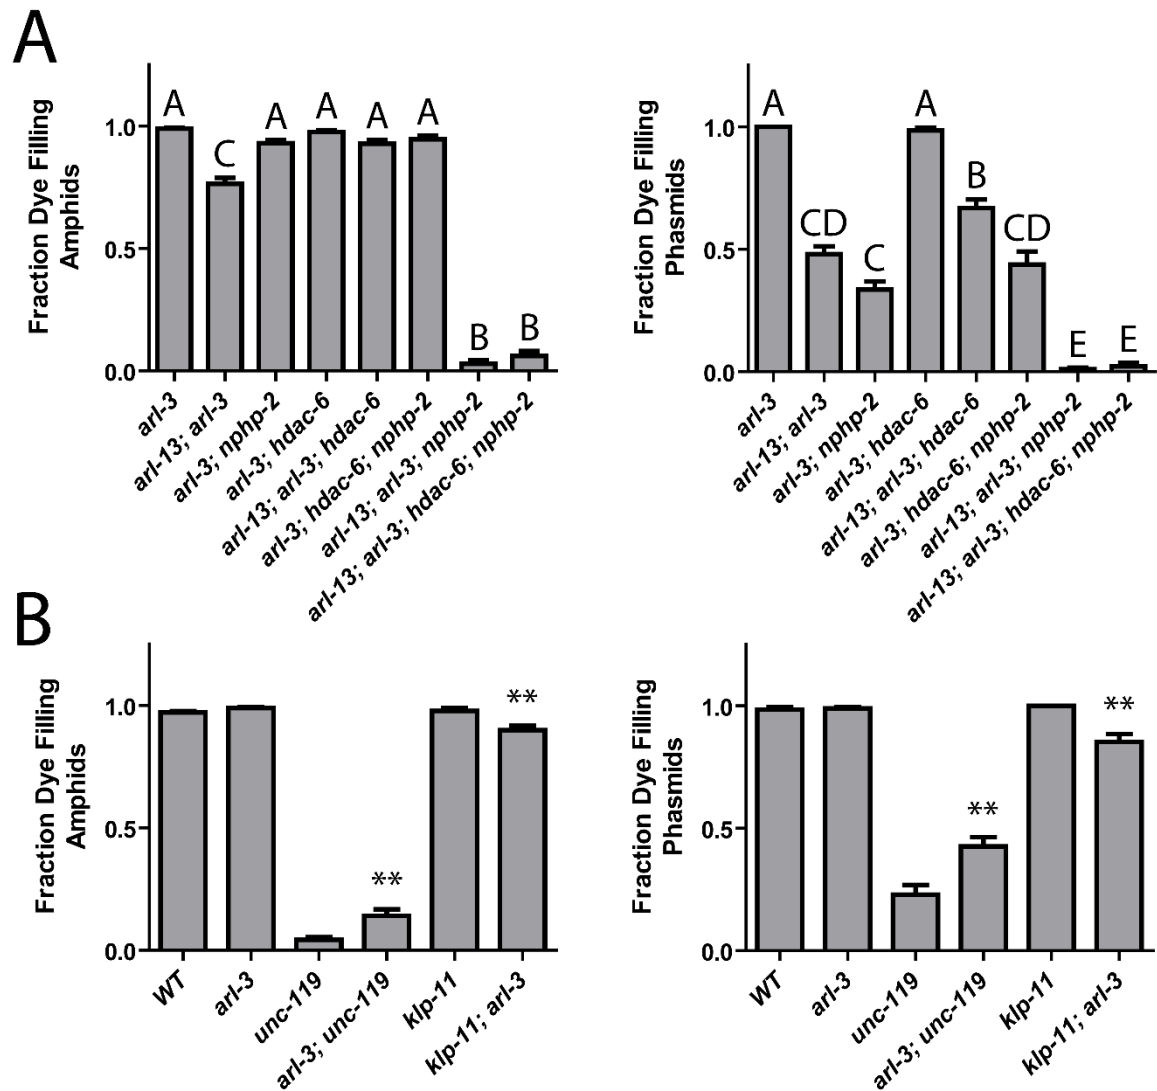 A
Fraction Dye Filling
Amphids
1.0
0.5
0.0
A
C
A
A
A
A
B
B
arl-3
arl-13; arl-3
arl-3; nphp-2
arl-3; hdac-6
arl-13; arl-3; hdac-6
arl-3; hdac-6; nphp-2
arl-13; arl-3; nphp-2
arl-13; arl-3; hdac-6; nphp-2
Fraction Dye Filling
Phasmids
1.0
0.5
0.0
A
CD
C
A
B
CD
E
E
arl-3
arl-13; arl-3
arl-3; nphp-2
arl-3; hdac-6
arl-13; arl-3; hdac-6
arl-3; hdac-6; nphp-2
arl-13; arl-3; nphp-2
arl-13; arl-3; hdac-6; nphp-2
B
Fraction Dye Filling
Amphids
1.0
0.5
0.0
**
**
WT
arl-3
unc-119
arl-3; unc-119
klp-11
klp-11; arl-3
Fraction Dye Filling
Phasmids
1.0
0.5
0.0
**
**
WT
arl-3
unc-119
arl-3; unc-119
klp-11
klp-11; arl-3